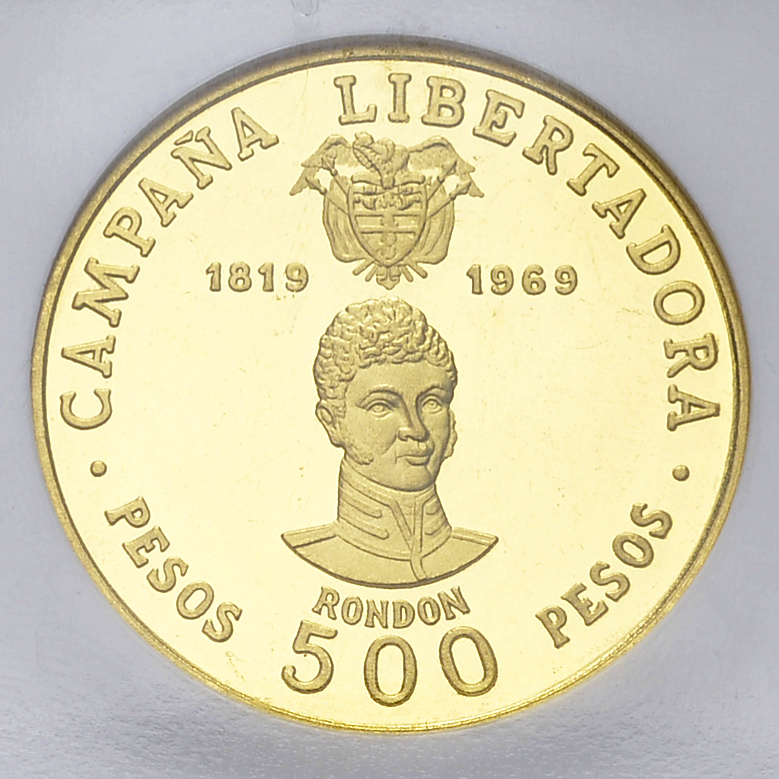 CAMPAÑA LIBERTADORA
1819 1969
RONDON
· PESOS 500 PESOS ·